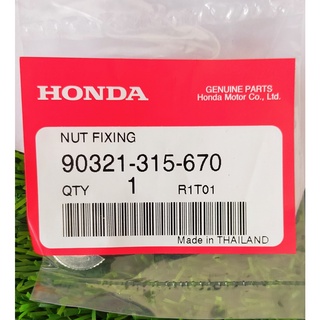 HONDA
GENUINE PARTS
Honda Motor Co., Ltd.
NUT FIXING
90321-315-670
QTY 1 R1T01
Made in THAILAND